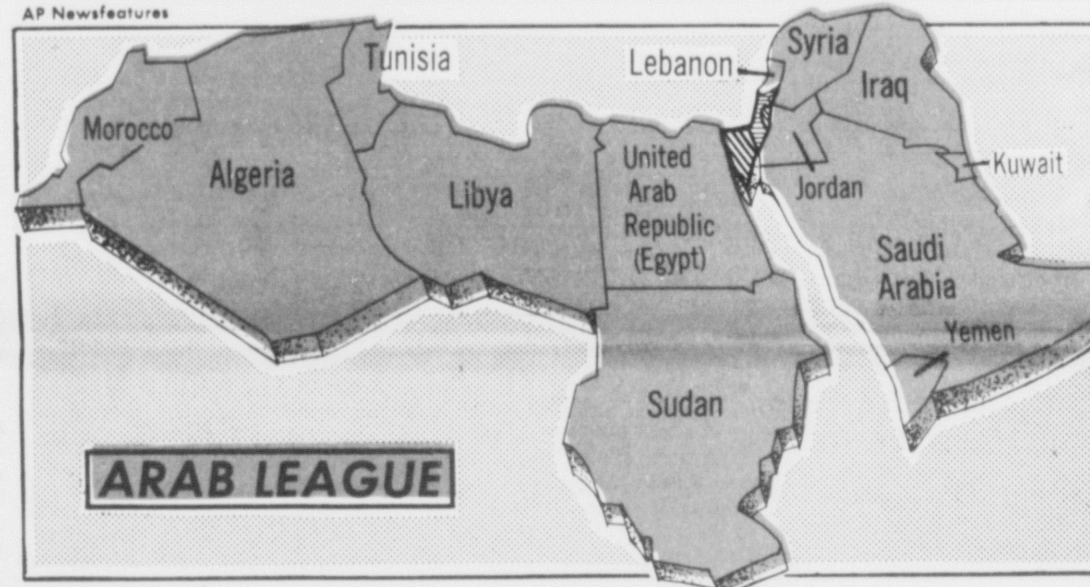 AP Newsfeatures
Tunisia
Lebanon
Syria
Iraq
Morocco
Algeria
Libya
United
Arab
Republic
(Egypt)
Jordan
Kuwait
Saudi
Arabia
Yemen
Sudan
ARAB LEAGUE